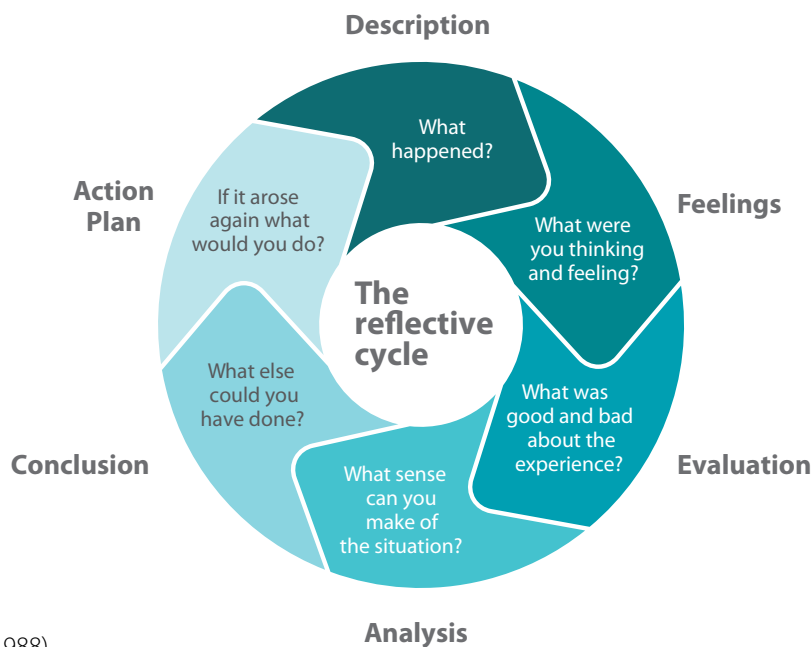 Description
What
happened?
Feelings
What were
you thinking
and feeling?
Evaluation
What was
good and bad
about the
experience?
Analysis
What sense
can you
make of
the situation?
Conclusion
What else
could you
have done?
Action
Plan
If it arose
again what
would you do?
The
reflective
cycle
988)